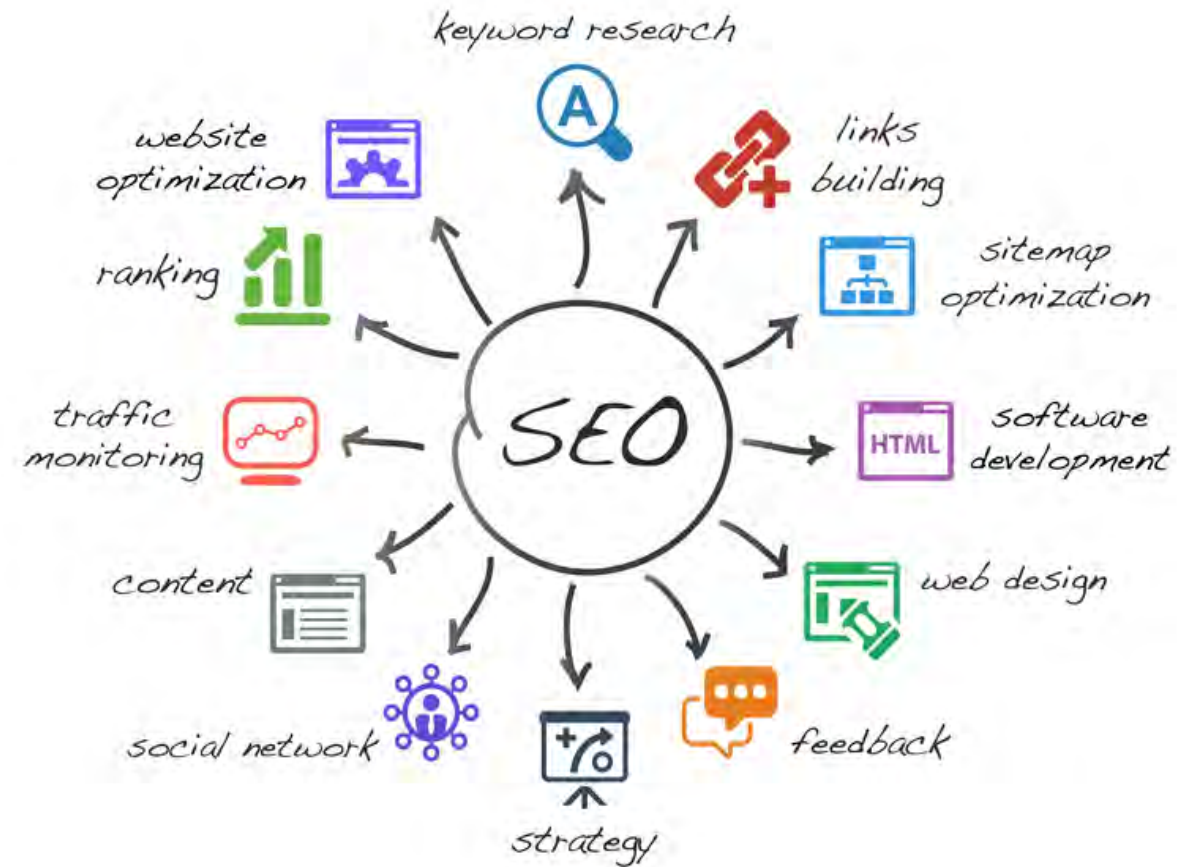 keyword research
website
optimization
A
links
building
ranking
sitemap
optimization
SEO
traffic
monitoring
HTML
software
development
content
web design
social network
feedback
strategy